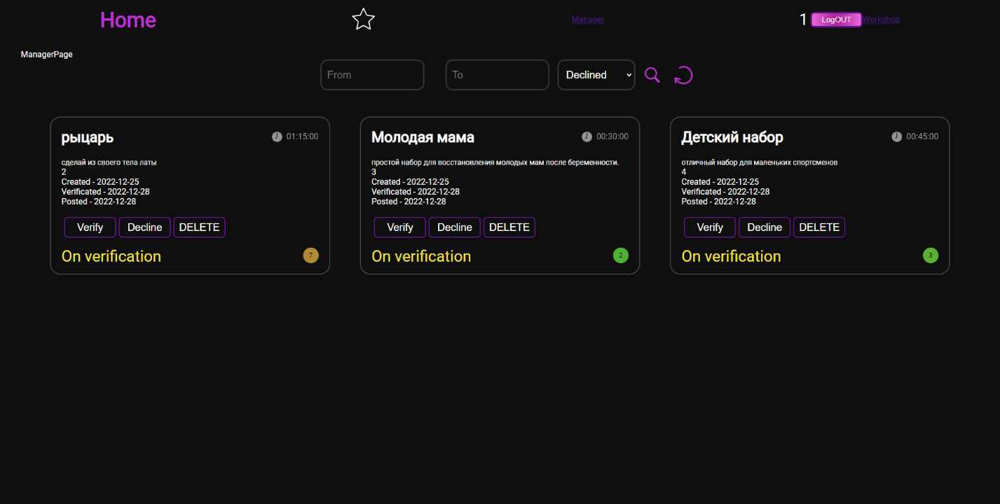 Home
Manager
1 LogOUT Workshop
ManagerPage
From
To
Declined
рыцарь
01:15:00
сделай из своего тела латы
2
Created - 2022-12-25
Verificated - 2022-12-28
Posted - 2022-12-28
Verify Decline DELETE
On verification
7
Молодая мама
00:30:00
простой набор для восстановления молодых мам после беременности.
3
Created - 2022-12-25
Verificated - 2022-12-28
Posted - 2022-12-28
Verify Decline DELETE
On verification
2
Детский набор
00:45:00
отличный набор для маленьких спортсменов
4
Created - 2022-12-25
Verificated - 2022-12-28
Posted - 2022-12-28
Verify Decline DELETE
On verification
3